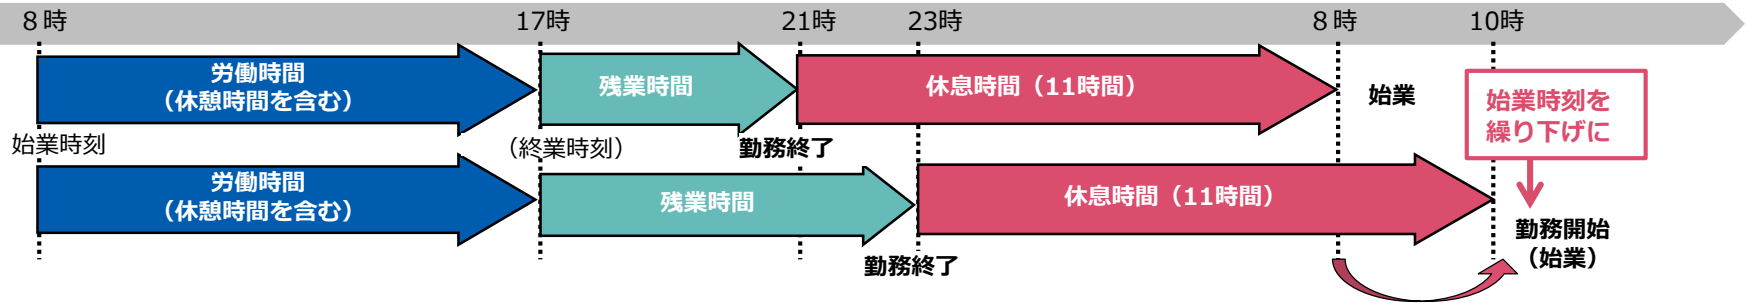 8時
17時
21時
23時
8時
10時
労働時間
（休憩時間を含む）
残業時間
休息時間（11時間）
始業
始業時刻を
繰り下げに
始業時刻
（終業時刻）
勤務終了
労働時間
（休憩時間を含む）
残業時間
休息時間（11時間）
勤務開始
（始業）
勤務終了